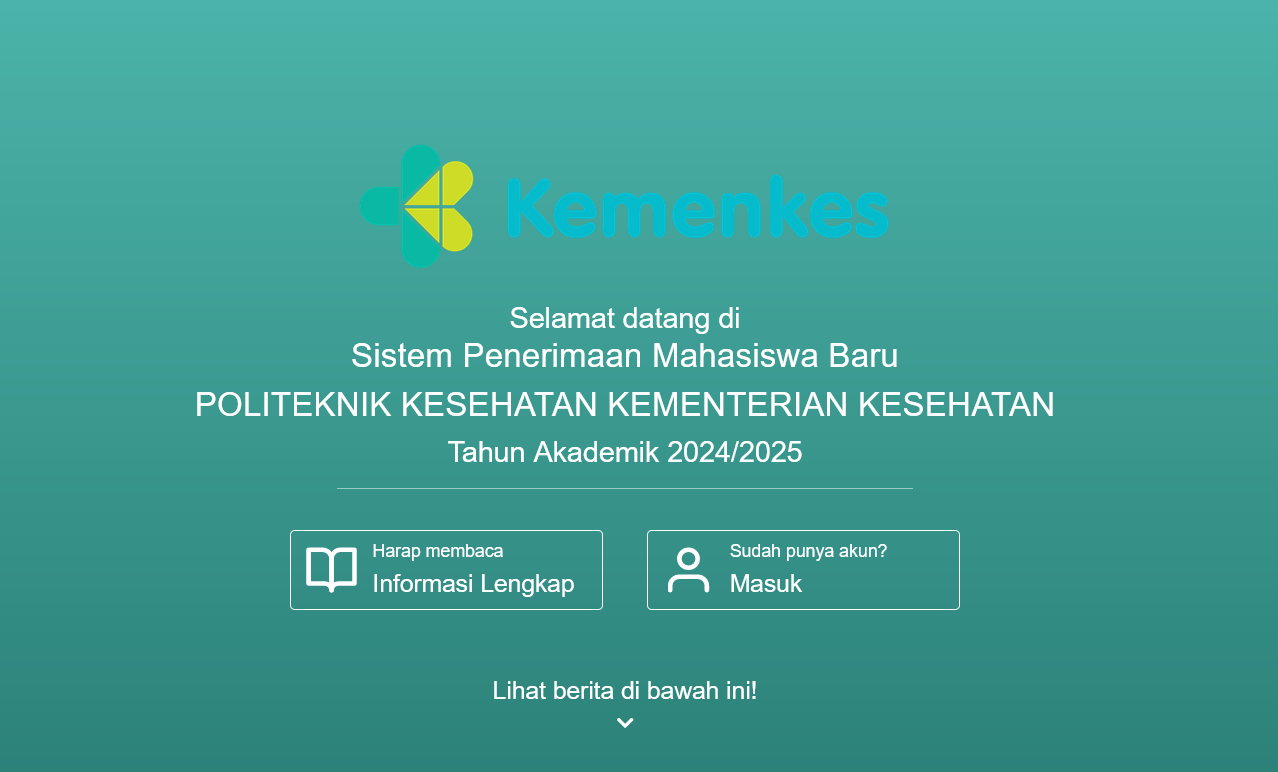 Kemenkes
Selamat datang di
Sistem Penerimaan Mahasiswa Baru
POLITEKNIK KESEHATAN KEMENTERIAN KESEHATAN
Tahun Akademik 2024/2025
Harap membaca
Informasi Lengkap
Sudah punya akun?
Masuk
Lihat berita di bawah ini!